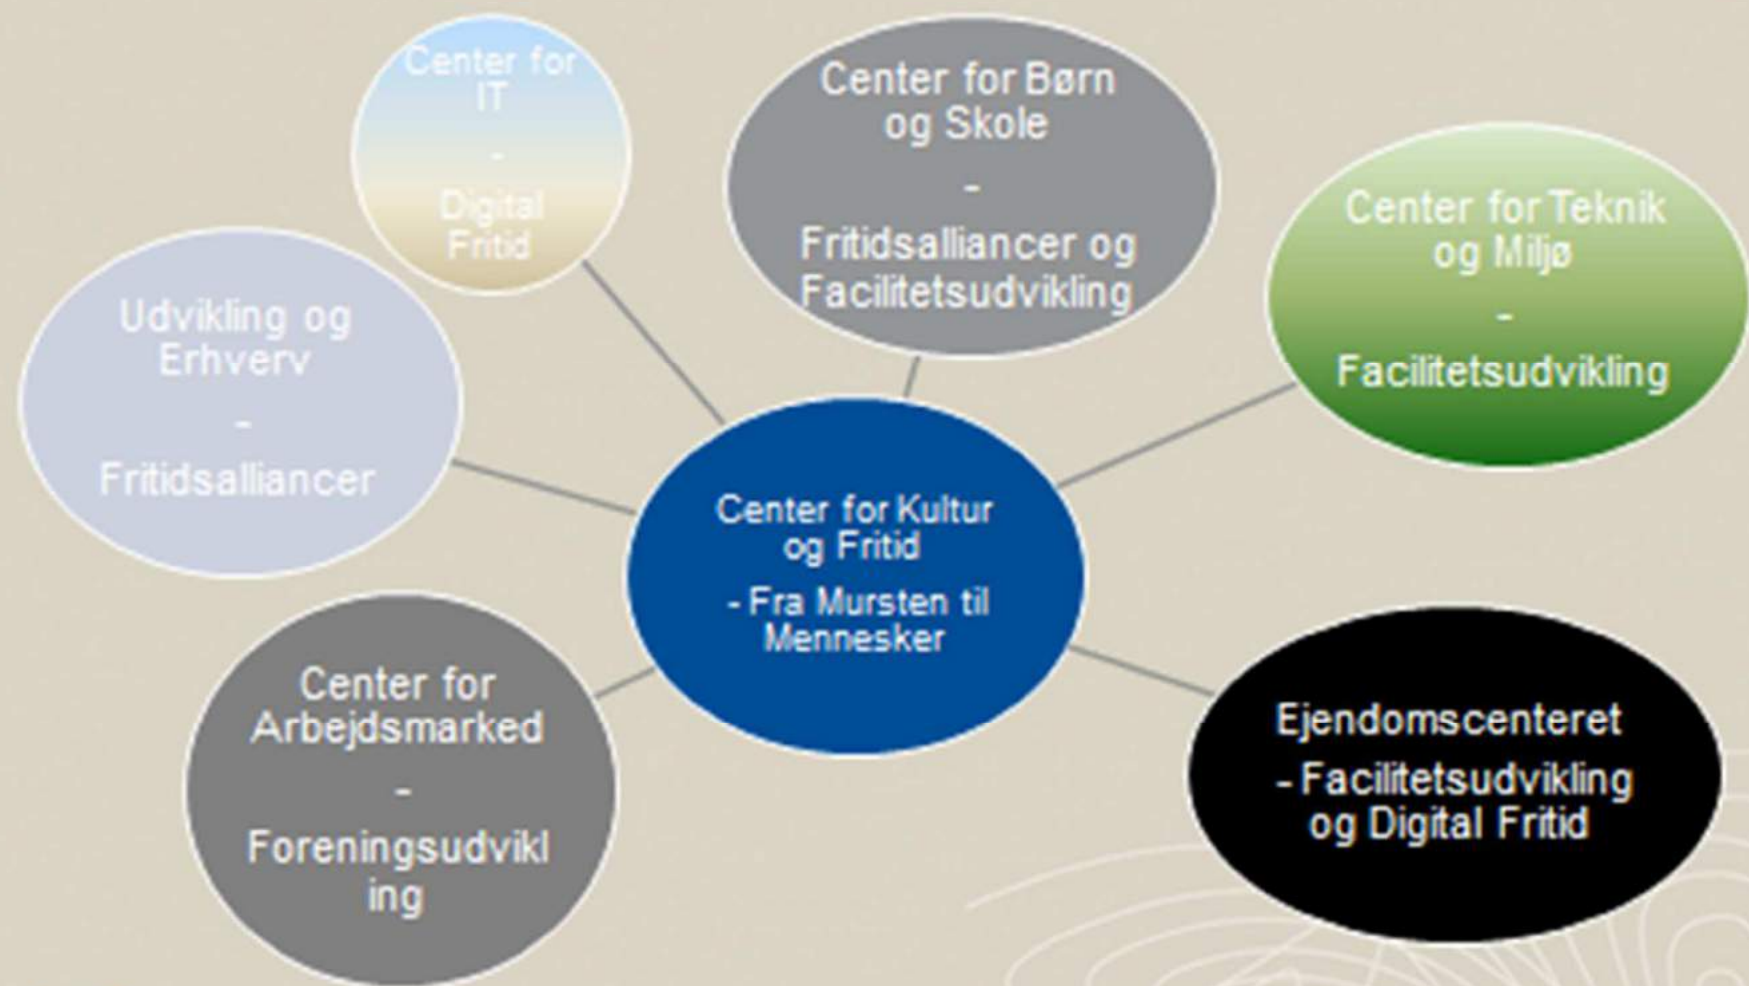 Center for
IT
-
Digital
Fritid
Center for Børn
og Skole
-
Fritidsalliancer og
Facilitetsudvikling
Center for Teknik
og Miljø
-
Facilitetsudvikling
Udvikling og
Erhverv
-
Fritidsalliancer
Center for Kultur
og Fritid
- Fra Mursten til
Mennesker
Center for
Arbejdsmarked
-
Foreningsudvikl
ing
Ejendomscenteret
- Facilitetsudvikling
og Digital Fritid